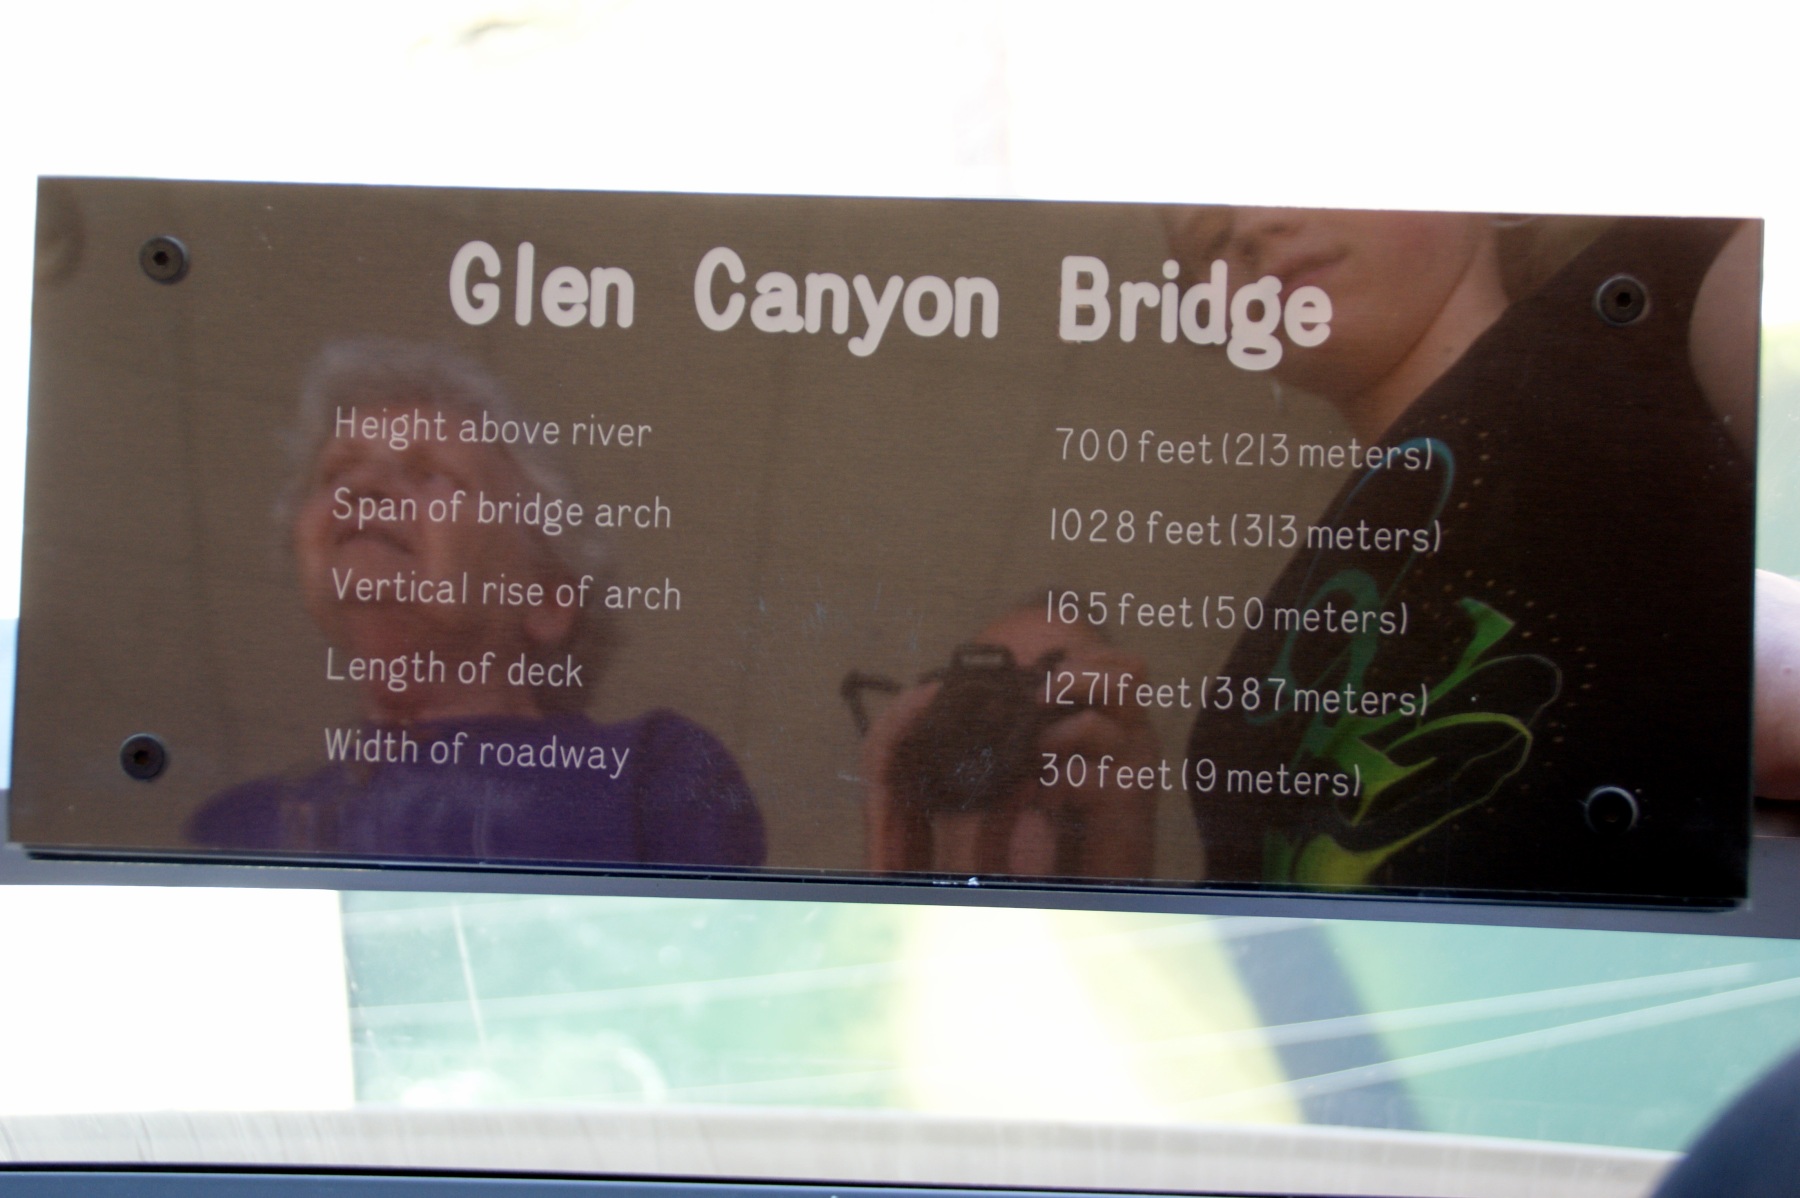 Glen Canyon Bridge
Height above river 700 feet (213 meters)
Span of bridge arch 1028 feet (313 meters)
Vertical rise of arch 165 feet (50 meters)
Length of deck 1271 feet (387 meters)
Width of roadway 30 feet (9 meters)